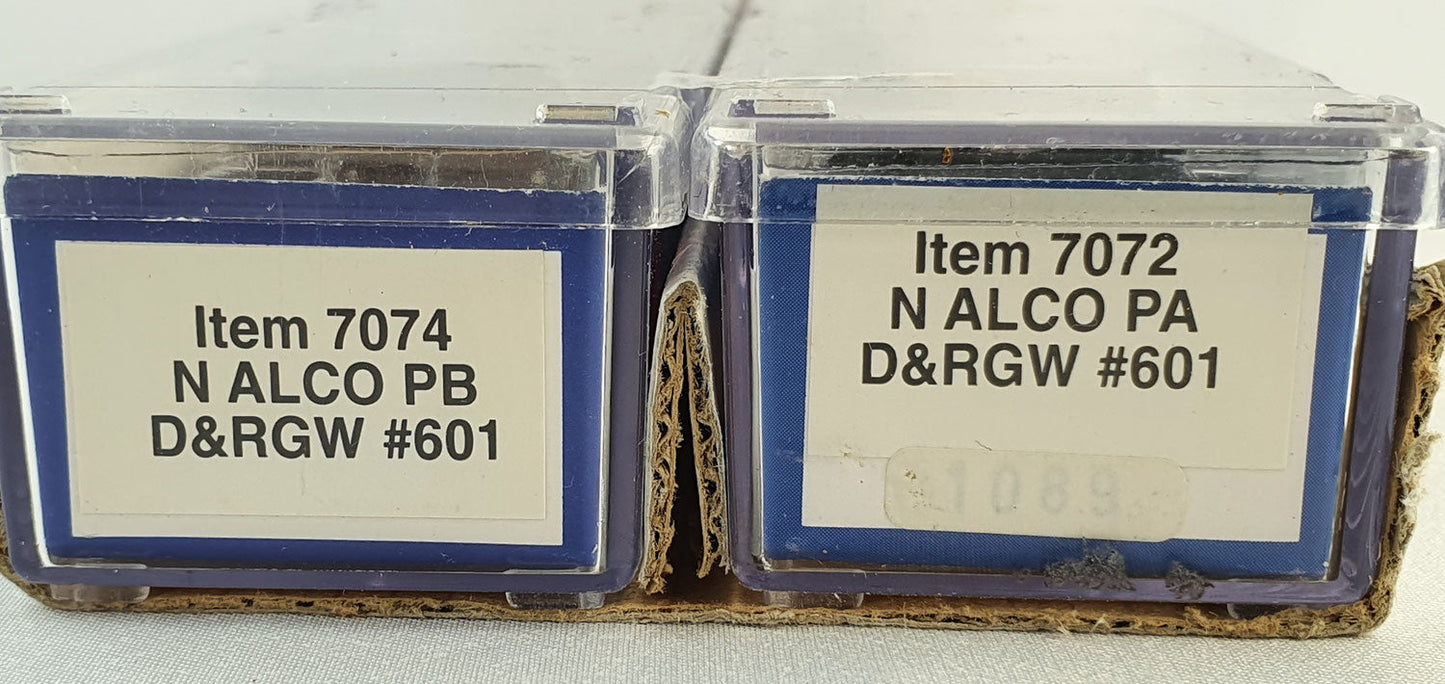 Item 7074
N ALCO PB
D&RGW #601
Item 7072
N ALCO PA
D&RGW #601
1089